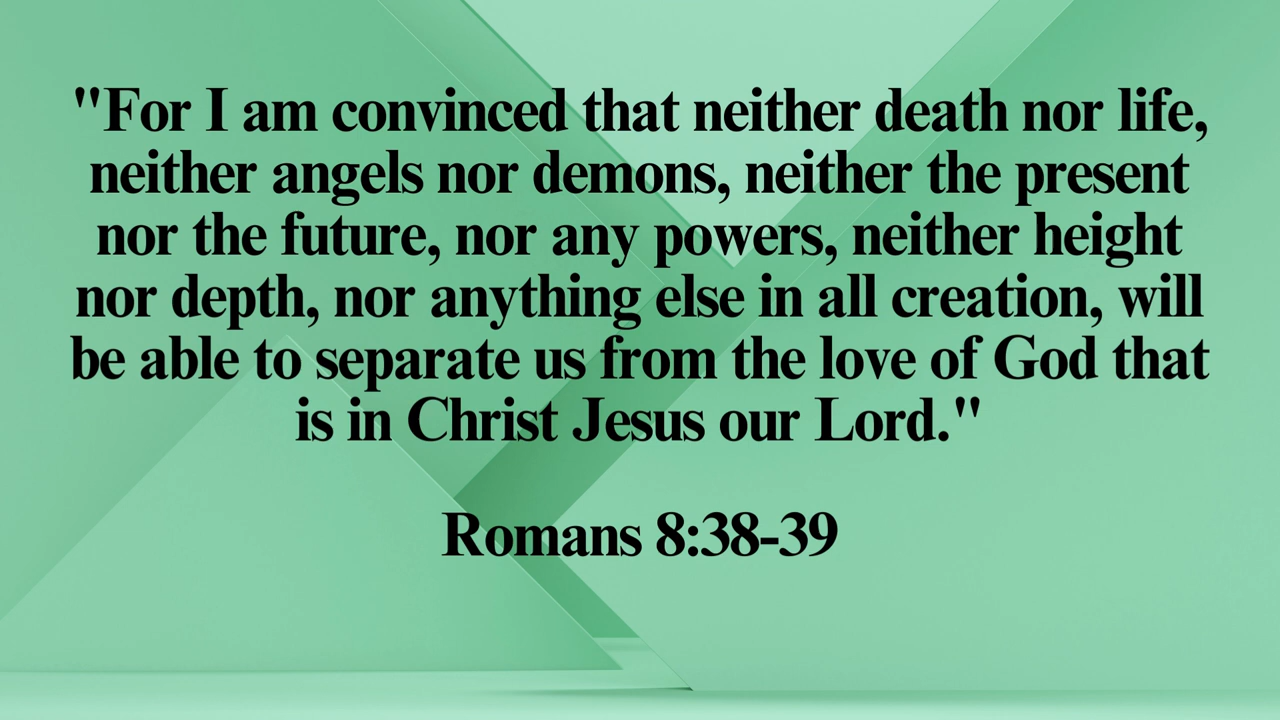 "For I am convinced that neither death nor life,
neither angels nor demons, neither the present
nor the future, nor any powers, neither height
nor depth, nor anything else in all creation, will
be able to separate us from the love of God that
is in Christ Jesus our Lord."
Romans 8:38-39